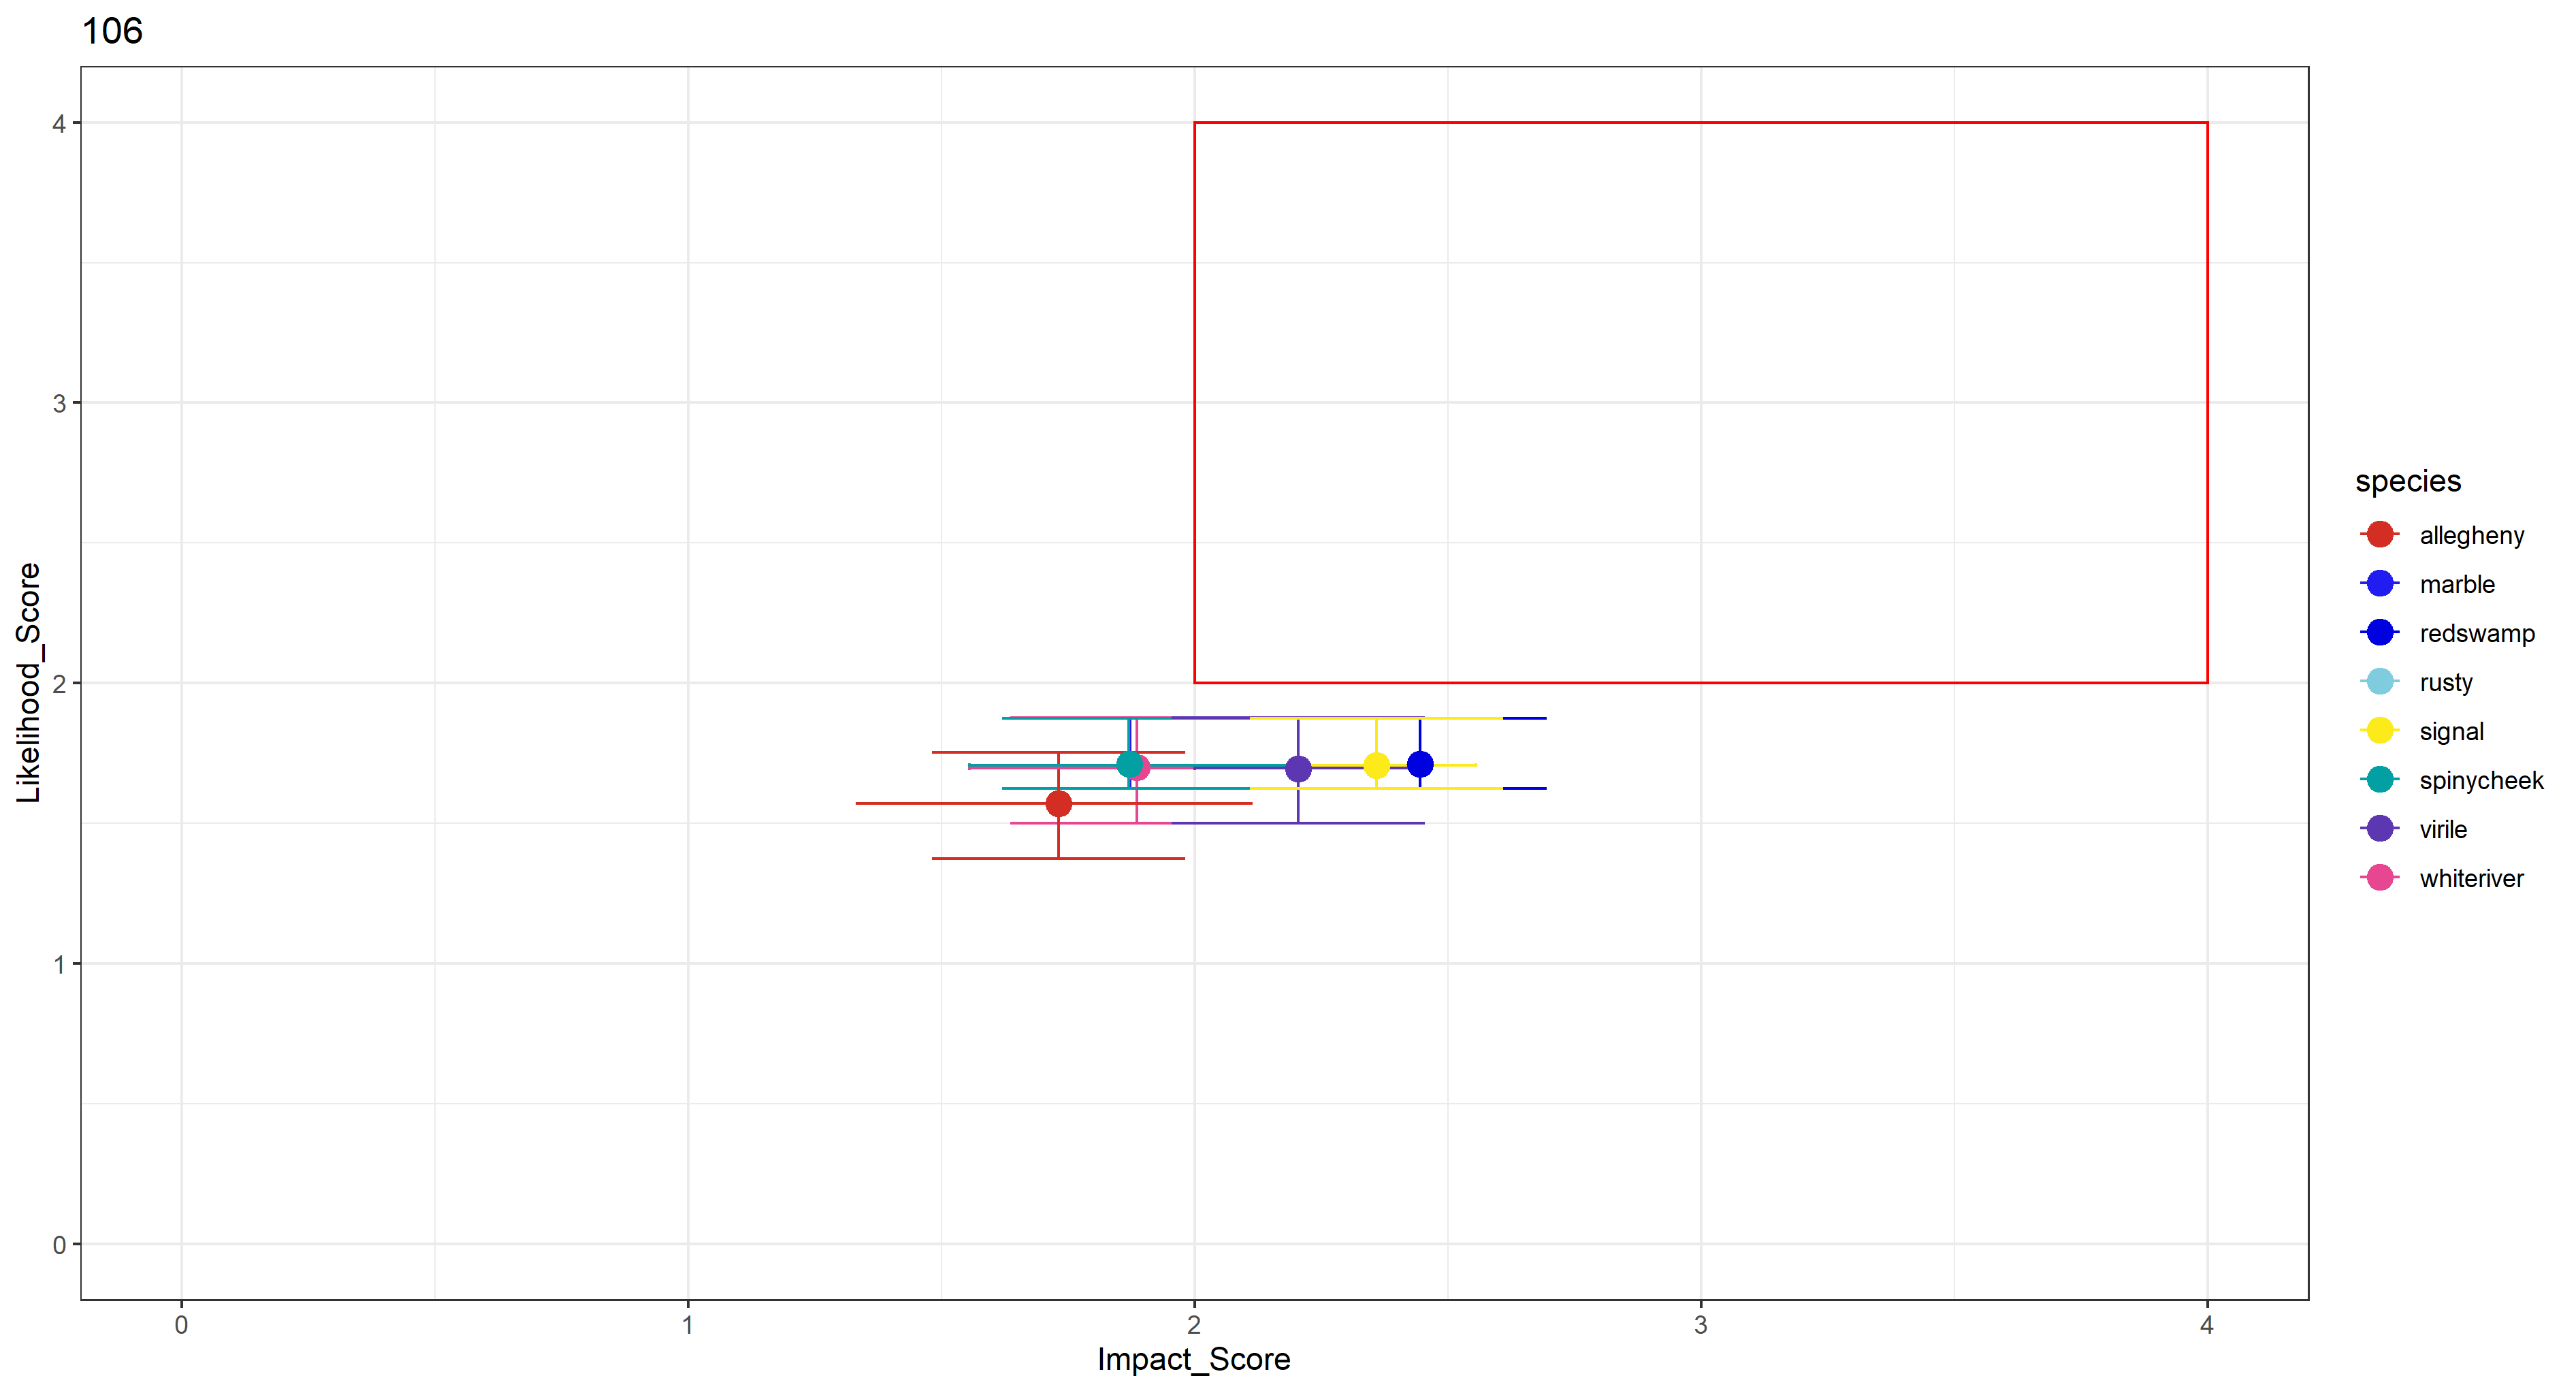 106
4
3
2
1
0
Likelihood_Score
0 1 2 3 4
Impact_Score
species
allegheny
marble
redswamp
rusty
signal
spinycheek
virile
whiteriver